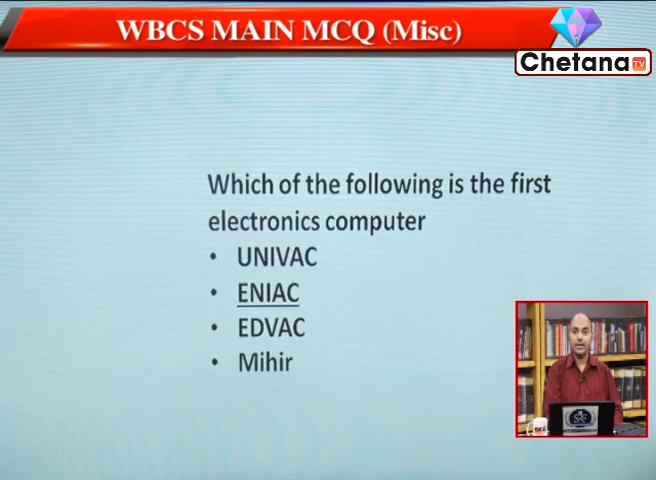 WBCS MAIN MCQ (Misc)
Chetana TV
Which of the following is the first
electronics computer
• UNIVAC
• ENIAC
• EDVAC
• Mihir